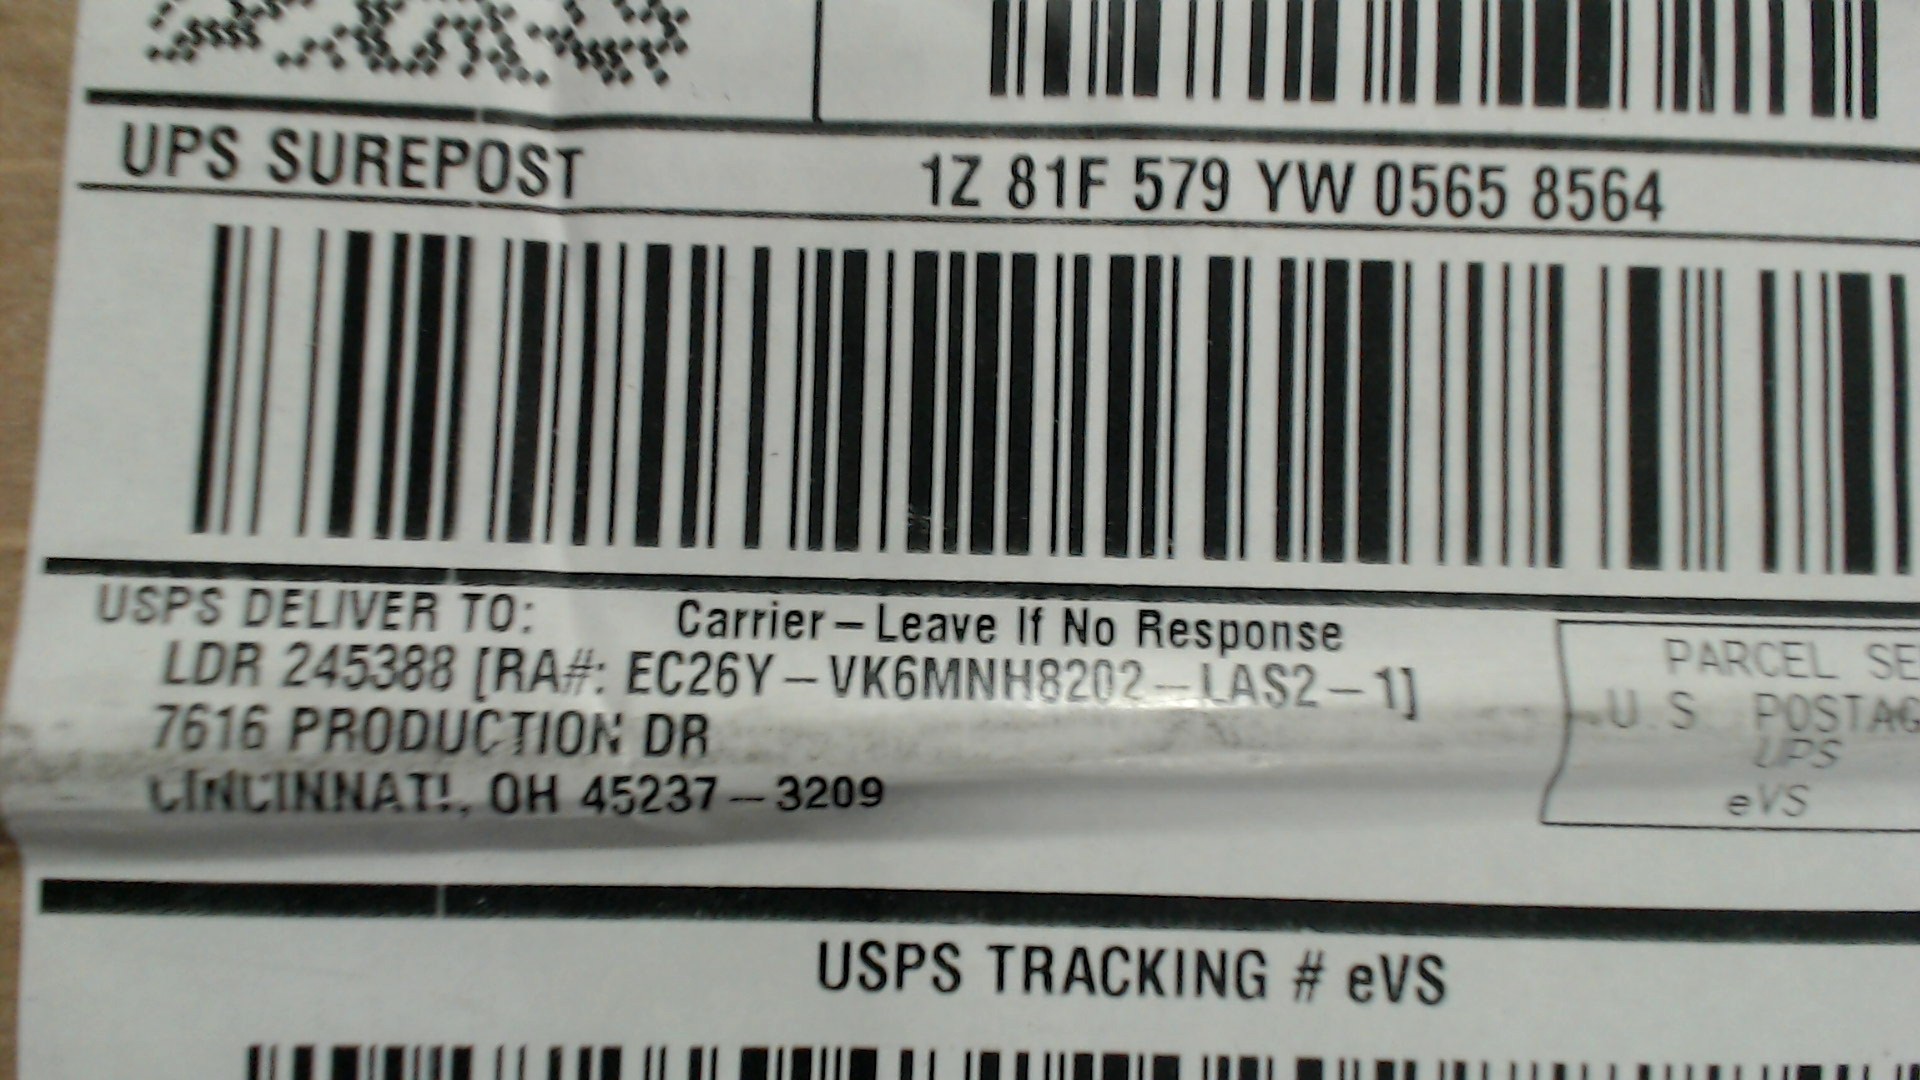 UPS SUREPOST
1Z 81F 579 YW 0565 8564
USPS DELIVER TO:
Carrier–Leave If No Response
LDR 245388 [RA#: EC26Y–VK6MNH8202–LAS2–1]
7616 PRODUCTION DR
CINCINNATI, OH 45237–3209
PARCEL SE
U.S. POSTAG
UPS
eVS
USPS TRACKING # eVS